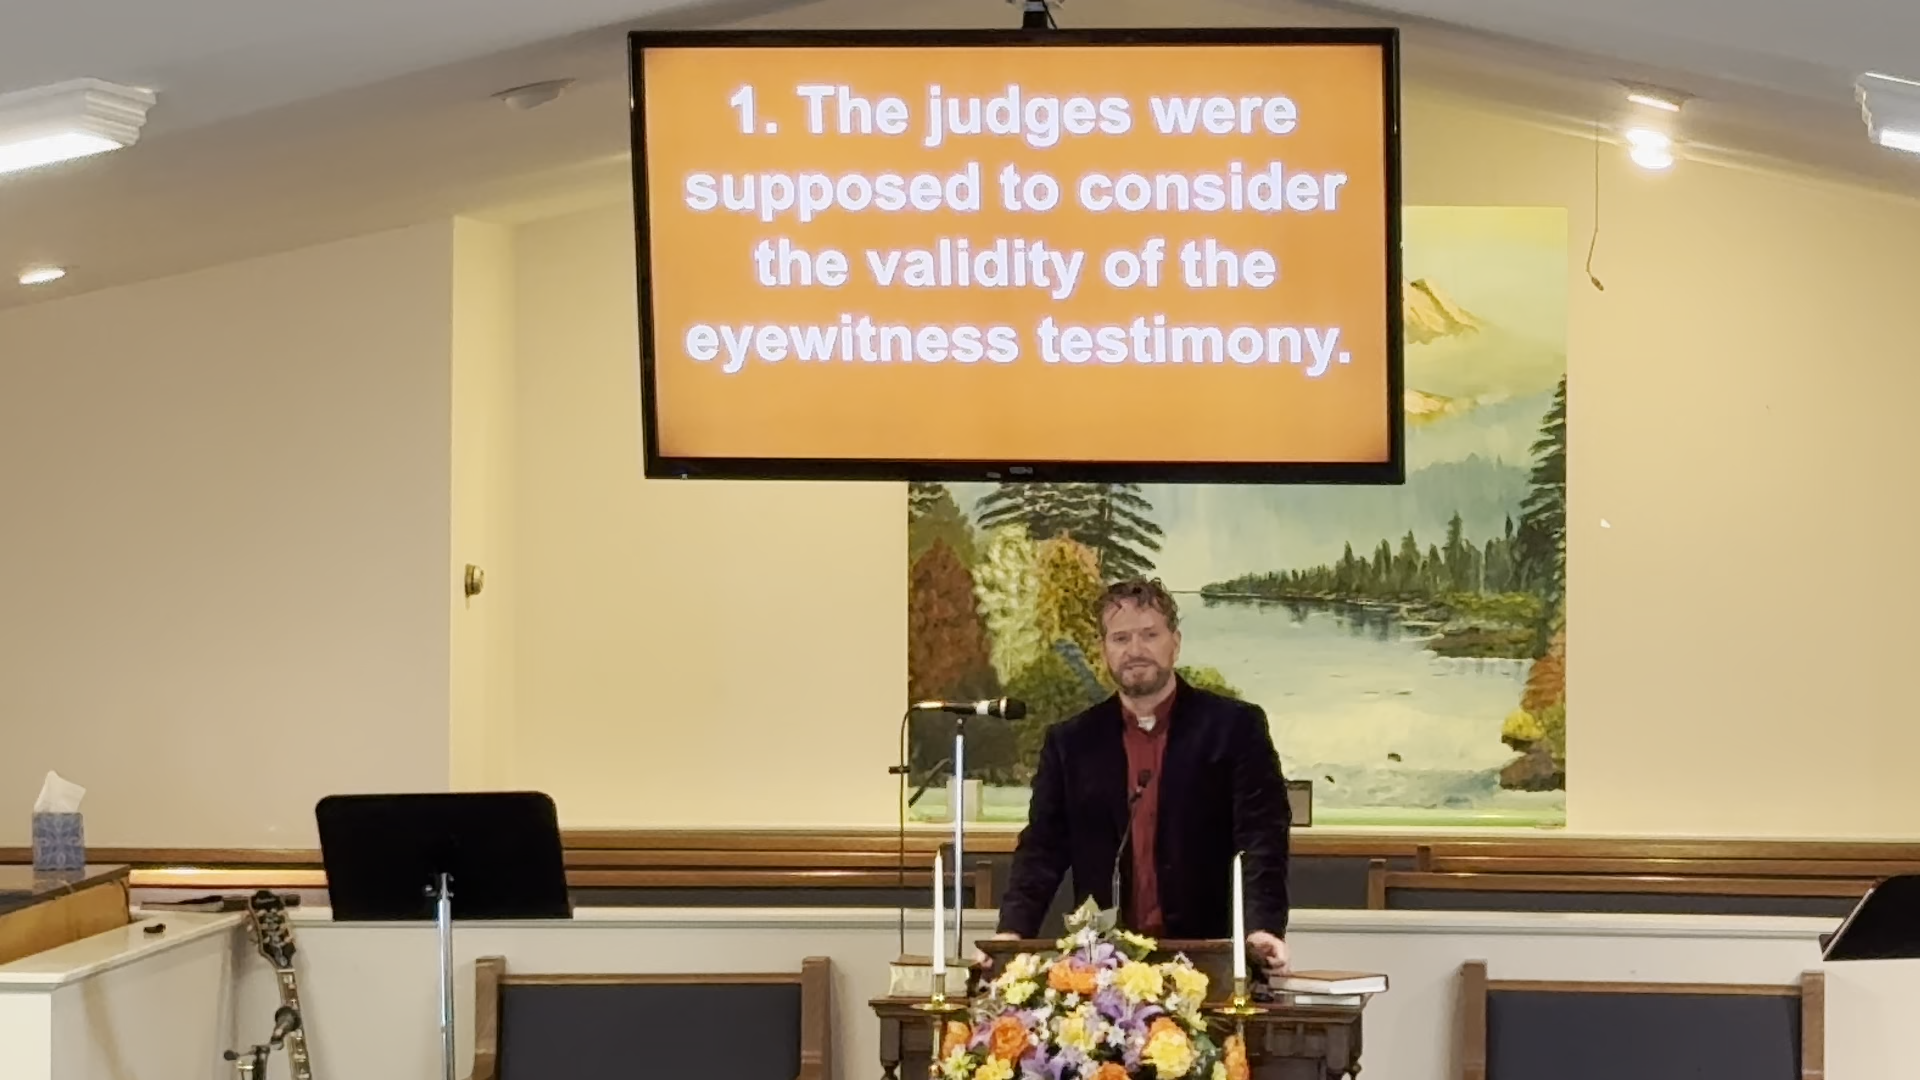 1. The judges were
supposed to consider
the validity of the
eyewitness testimony.